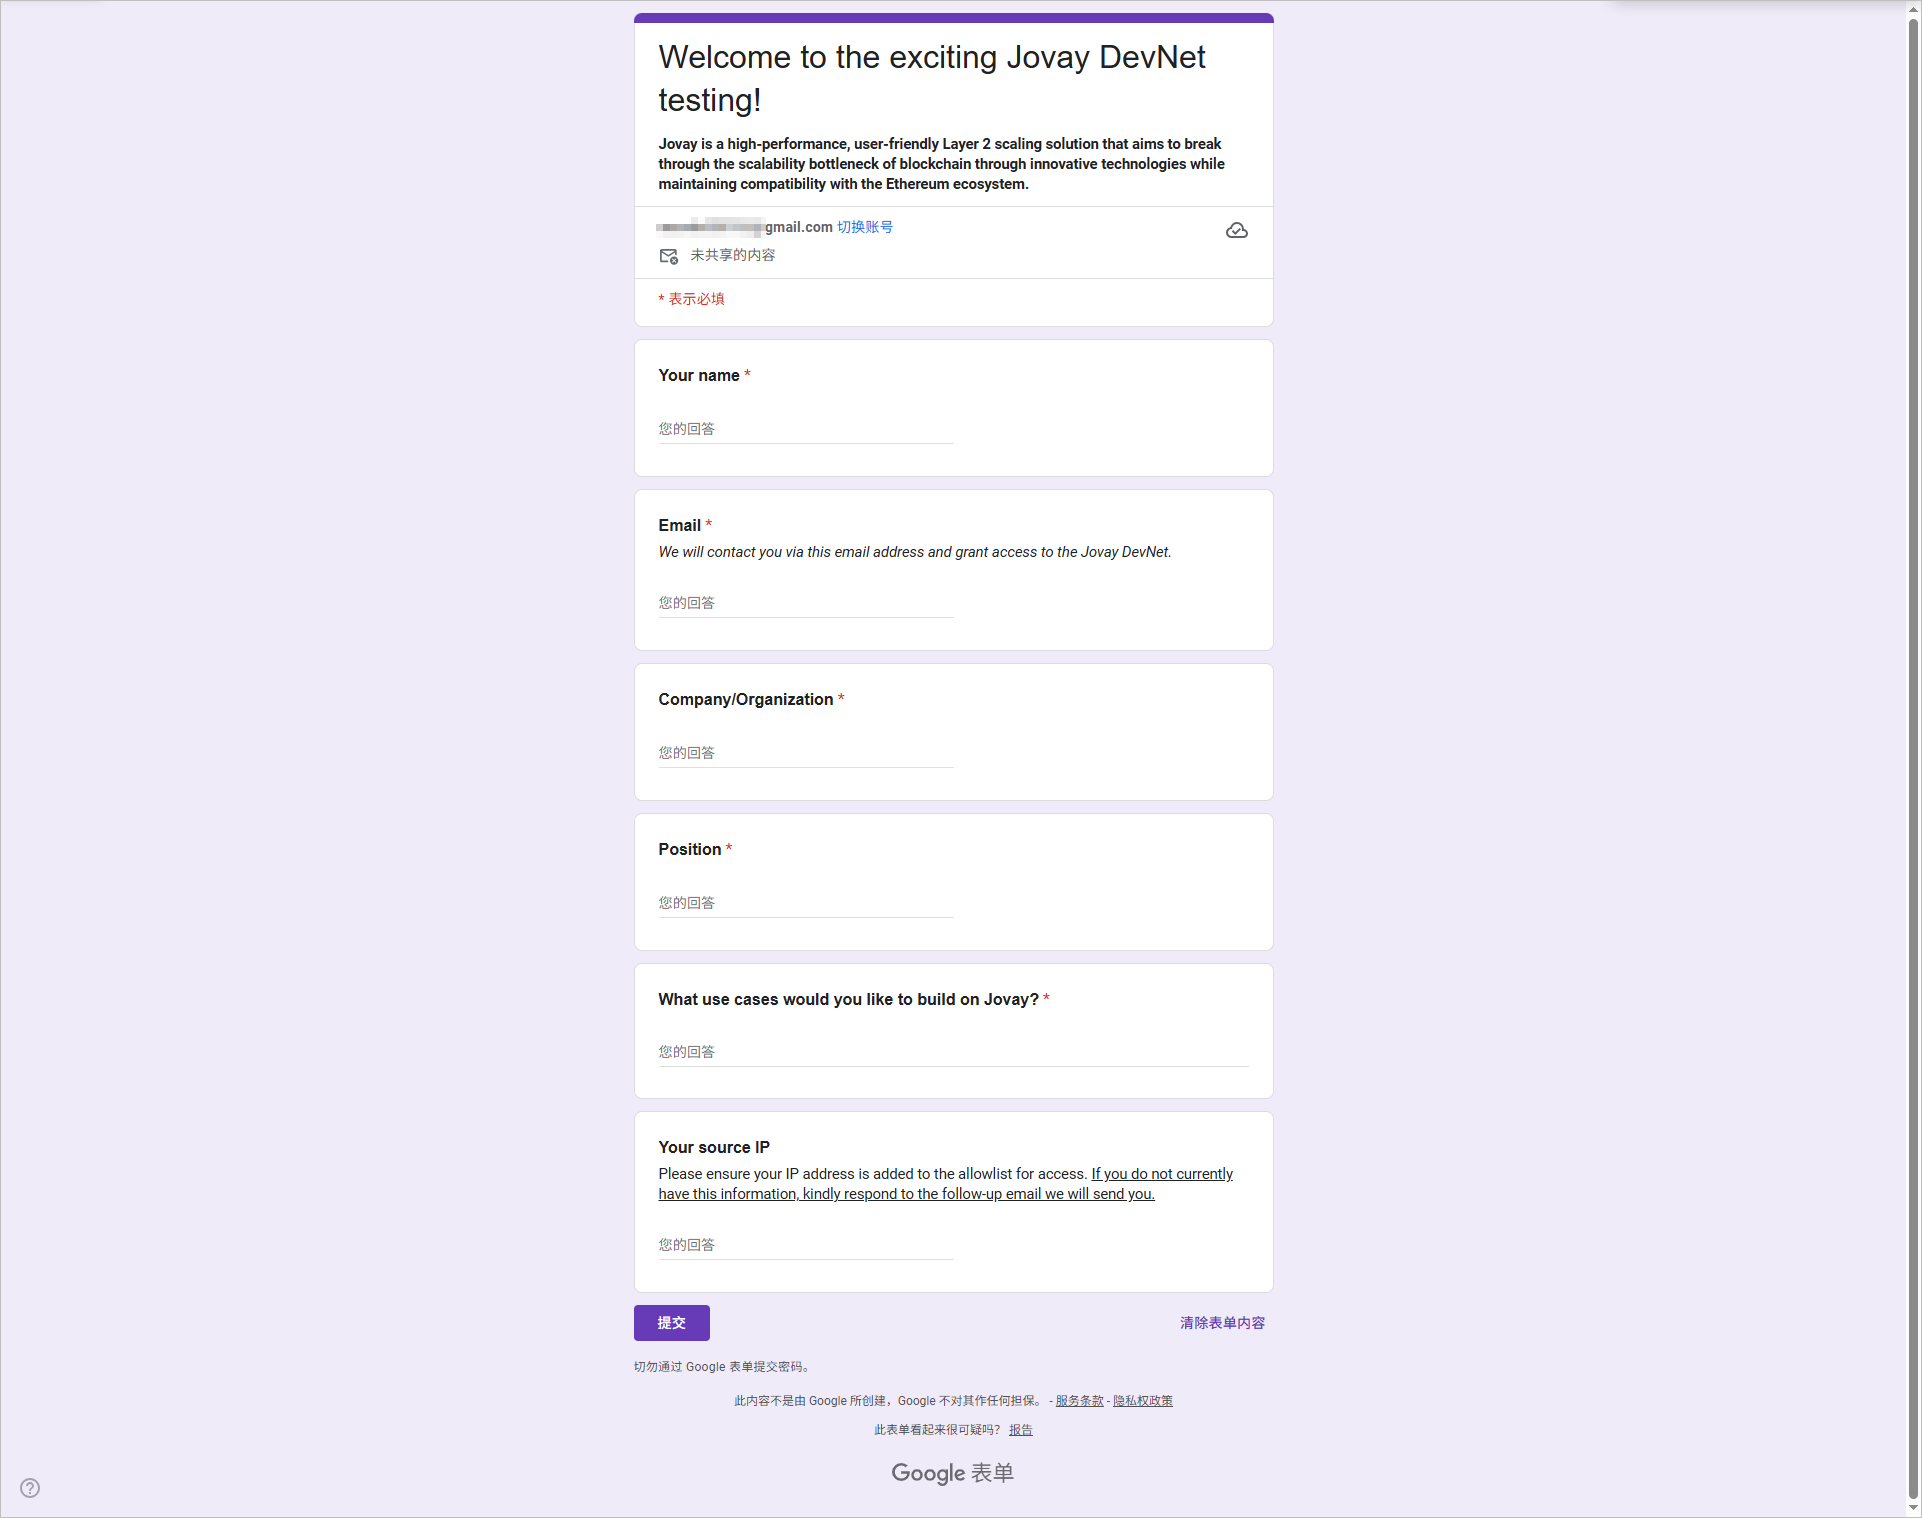 Welcome to the exciting Jovay DevNet
testing!
Jovay is a high-performance, user-friendly Layer 2 scaling solution that aims to break
through the scalability bottleneck of blockchain through innovative technologies while
maintaining compatibility with the Ethereum ecosystem.
gmail.com 切换账号
未共享的内容
* 表示必填
Your name *
您的回答
Email *
We will contact you via this email address and grant access to the Jovay DevNet.
您的回答
Company/Organization *
您的回答
Position *
您的回答
What use cases would you like to build on Jovay? *
您的回答
Your source IP
Please ensure your IP address is added to the allowlist for access. If you do not currently
have this information, kindly respond to the follow-up email we will send you.
您的回答
提交
清除表单内容
切勿通过 Google 表单提交密码。
此内容不是由 Google 所创建，Google 不对其作任何担保。 - 服务条款 - 隐私权政策
此表单看起来很可疑吗？ 报告
Google 表单